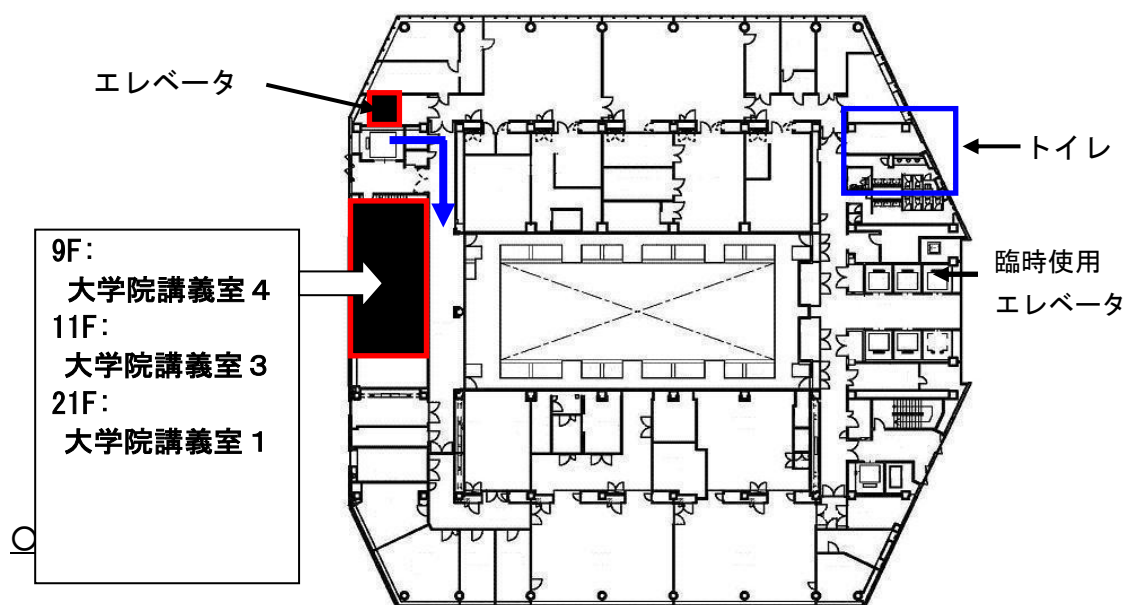 エレベータ
トイレ
9F:
大学院講義室４
11F:
大学院講義室３
21F:
大学院講義室１
臨時使用
エレベータ
○